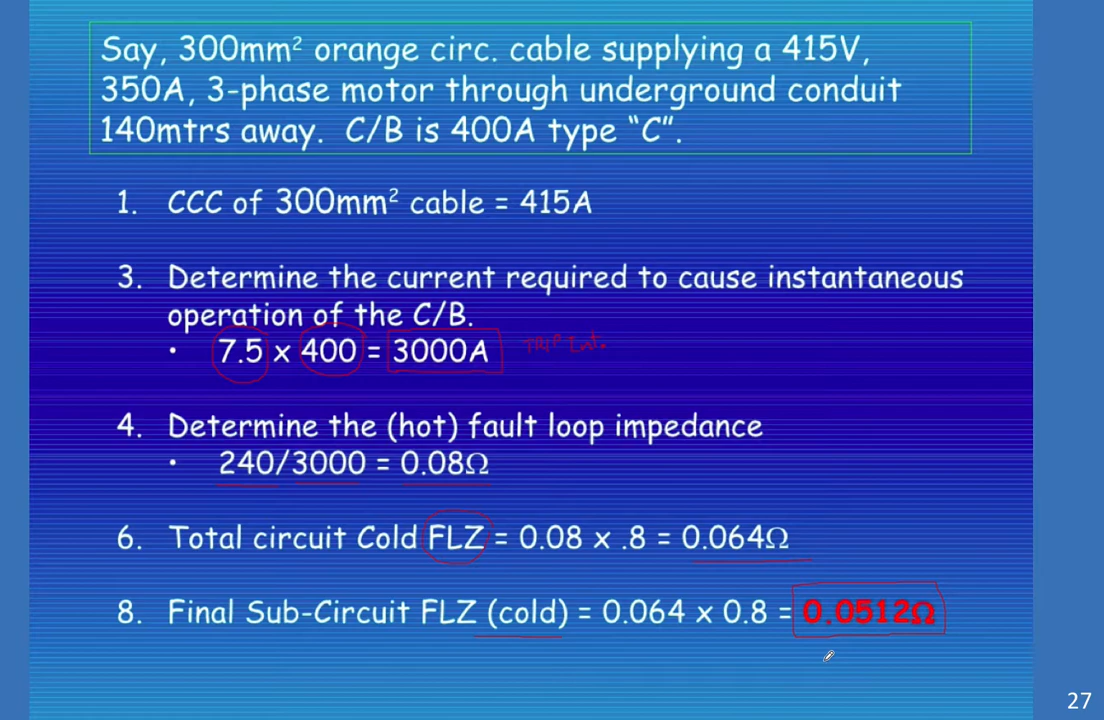 Say, 300mm² orange circ. cable supplying a 415V,
350A, 3-phase motor through underground conduit
140mtrs away. C/B is 400A type "C".
1. CCC of 300mm² cable = 415A
3. Determine the current required to cause instantaneous
operation of the C/B.
• 7.5 x 400 = 3000A TRIP Int.
4. Determine the (hot) fault loop impedance
• 240/3000 = 0.08Ω
6. Total circuit Cold FLZ = 0.08 x .8 = 0.064Ω
8. Final Sub-Circuit FLZ (cold) = 0.064 x 0.8 = 0.0512Ω
27